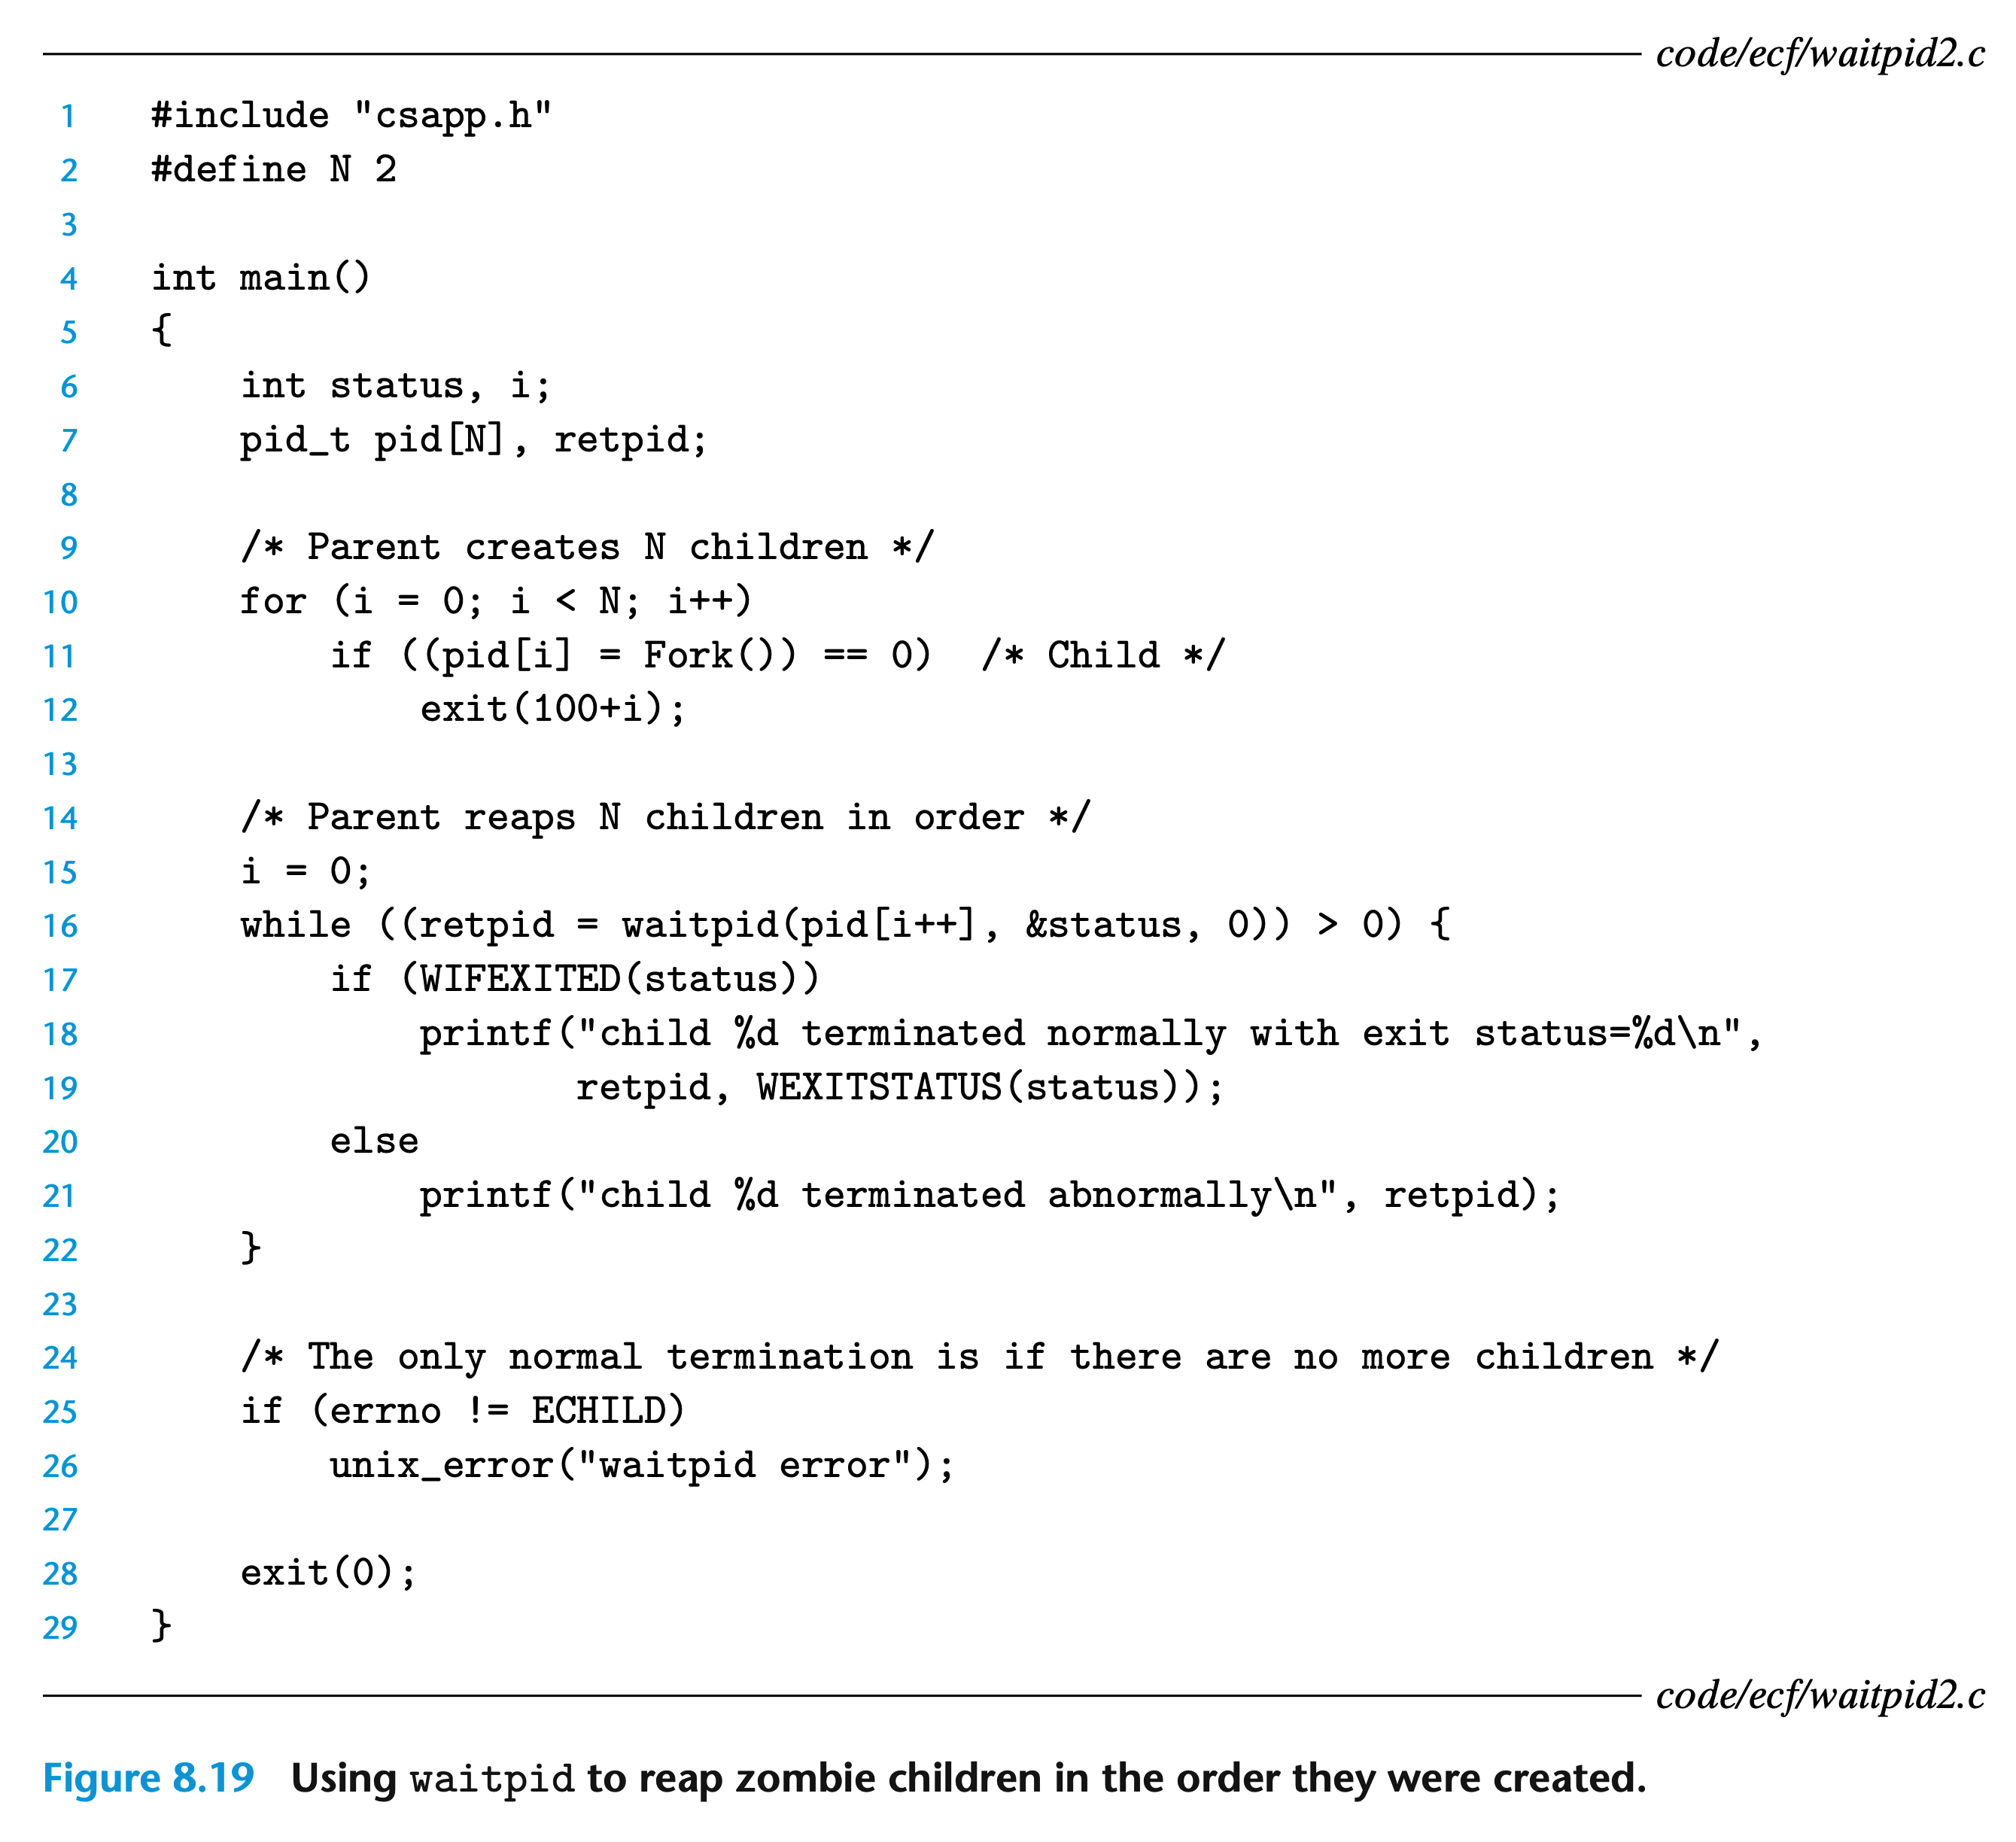 code/ecf/waitpid2.c
1 #include "csapp.h"
2 #define N 2
3
4 int main()
5 {
6     int status, i;
7     pid_t pid[N], retpid;
8
9     /* Parent creates N children */
10     for (i = 0; i < N; i++)
11         if ((pid[i] = Fork()) == 0)  /* Child */
12             exit(100+i);
13
14     /* Parent reaps N children in order */
15     i = 0;
16     while ((retpid = waitpid(pid[i++], &status, 0)) > 0) {
17         if (WIFEXITED(status))
18             printf("child %d terminated normally with exit status=%d\n",
19                    retpid, WEXITSTATUS(status));
20         else
21             printf("child %d terminated abnormally\n", retpid);
22     }
23
24     /* The only normal termination is if there are no more children */
25     if (errno != ECHILD)
26         unix_error("waitpid error");
27
28     exit(0);
29 }
code/ecf/waitpid2.c
Figure 8.19 Using waitpid to reap zombie children in the order they were created.